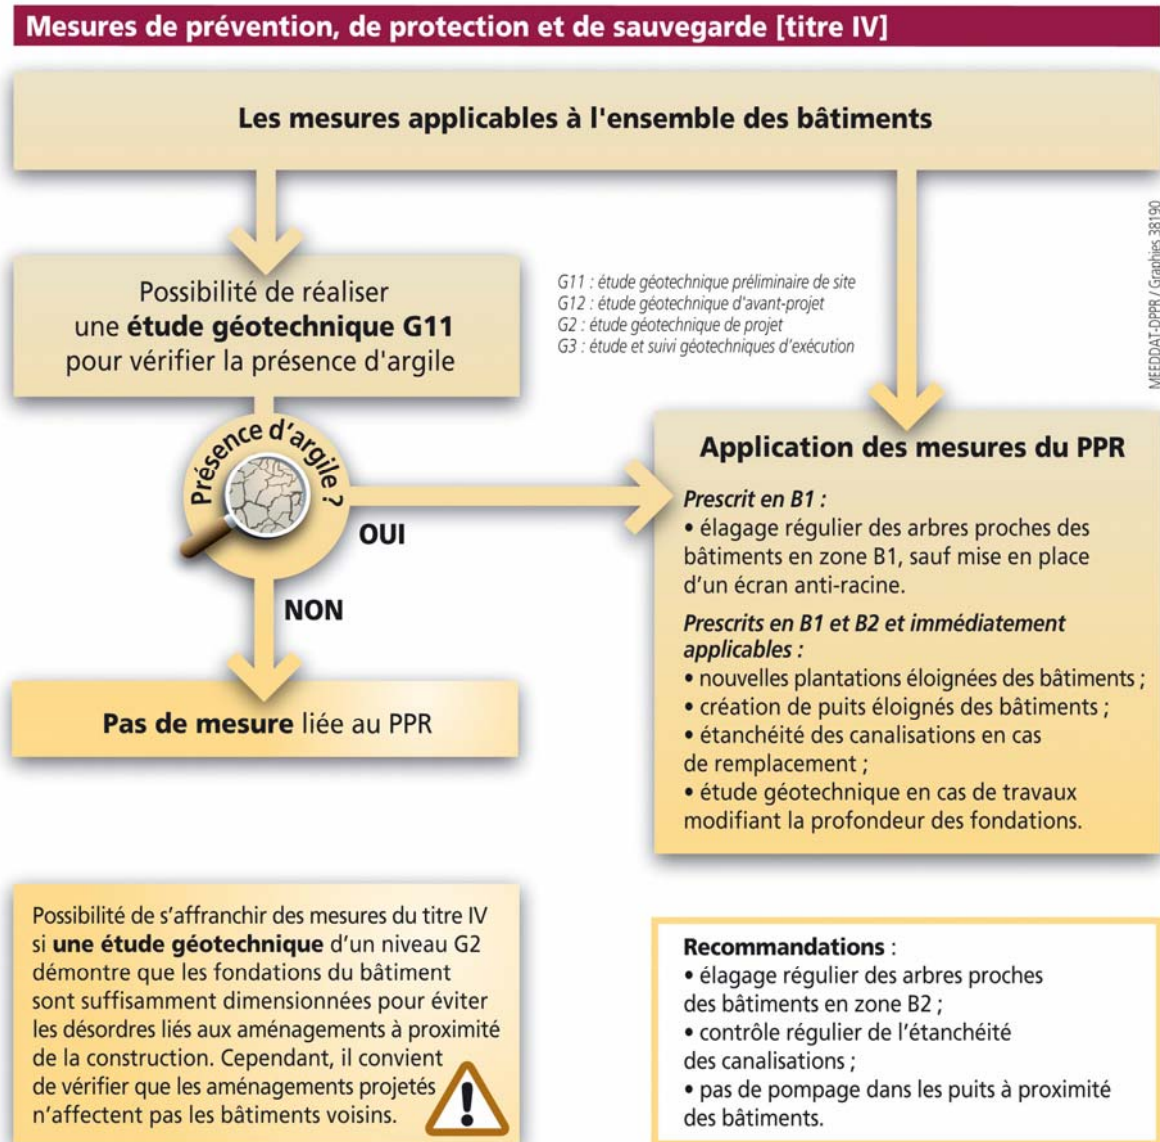 Mesures de prévention, de protection et de sauvegarde [titre IV]
Les mesures applicables à l'ensemble des bâtiments
Possibilité de réaliser
une étude géotechnique G11
pour vérifier la présence d'argile
G11 : étude géotechnique préliminaire de site
G12 : étude géotechnique d'avant-projet
G2 : étude géotechnique de projet
G3 : étude et suivi géotechniques d’exécution
MEEDDAT-DPPR / Graphies 38190
Présence d’argile ?
OUI
NON
Pas de mesure liée au PPR
Application des mesures du PPR
Prescrit en B1 :
• élagage régulier des arbres proches des
bâtiments en zone B1, sauf mise en place
d’un écran anti-racine.
Prescrits en B1 et B2 et immédiatement
applicables :
• nouvelles plantations éloignées des bâtiments ;
• création de puits éloignés des bâtiments ;
• étanchéité des canalisations en cas
de remplacement ;
• étude géotechnique en cas de travaux
modifiant la profondeur des fondations.
Possibilité de s’affranchir des mesures du titre IV
si une étude géotechnique d’un niveau G2
démontre que les fondations du bâtiment
sont suffisamment dimensionnées pour éviter
les désordres liés aux aménagements à proximité
de la construction. Cependant, il convient
de vérifier que les aménagements projetés
n’affectent pas les bâtiments voisins.
!
Recommandations :
• élagage régulier des arbres proches
des bâtiments en zone B2 ;
• contrôle régulier de l’étanchéité
des canalisations ;
• pas de pompage dans les puits à proximité
des bâtiments.